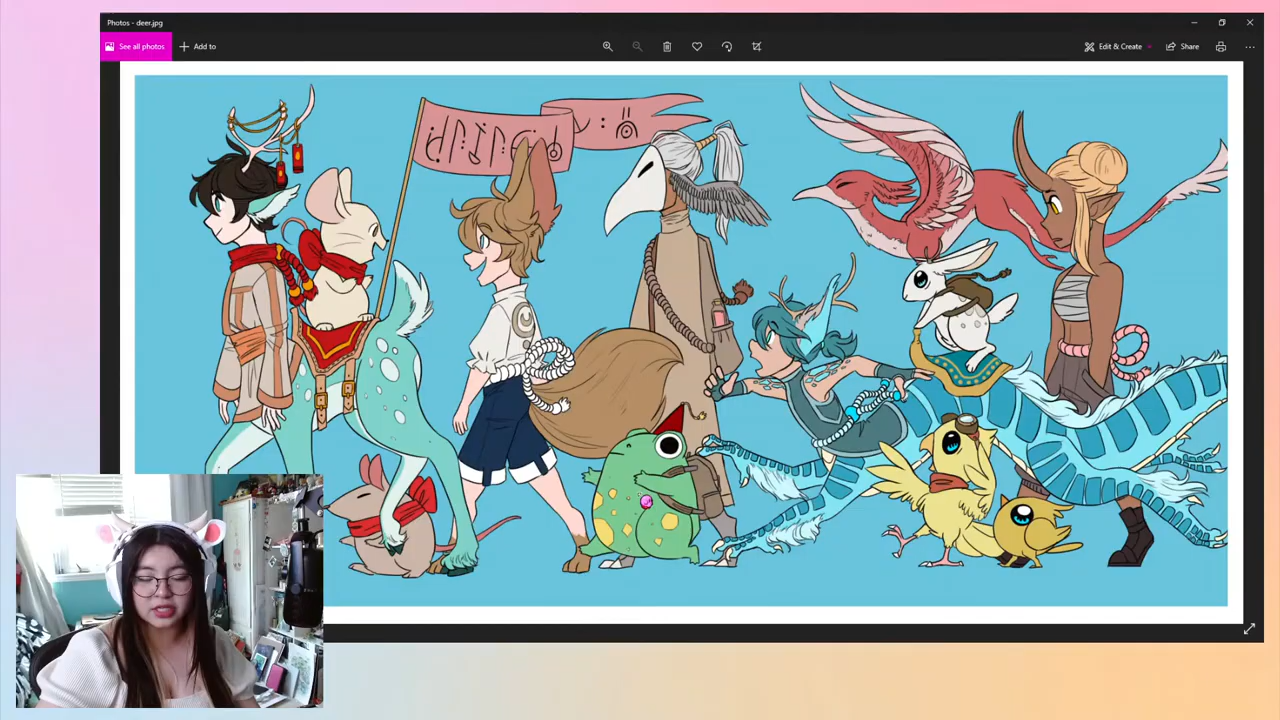 Photos - deer.jpg
See all photos
Add to
Edit & Create
Share